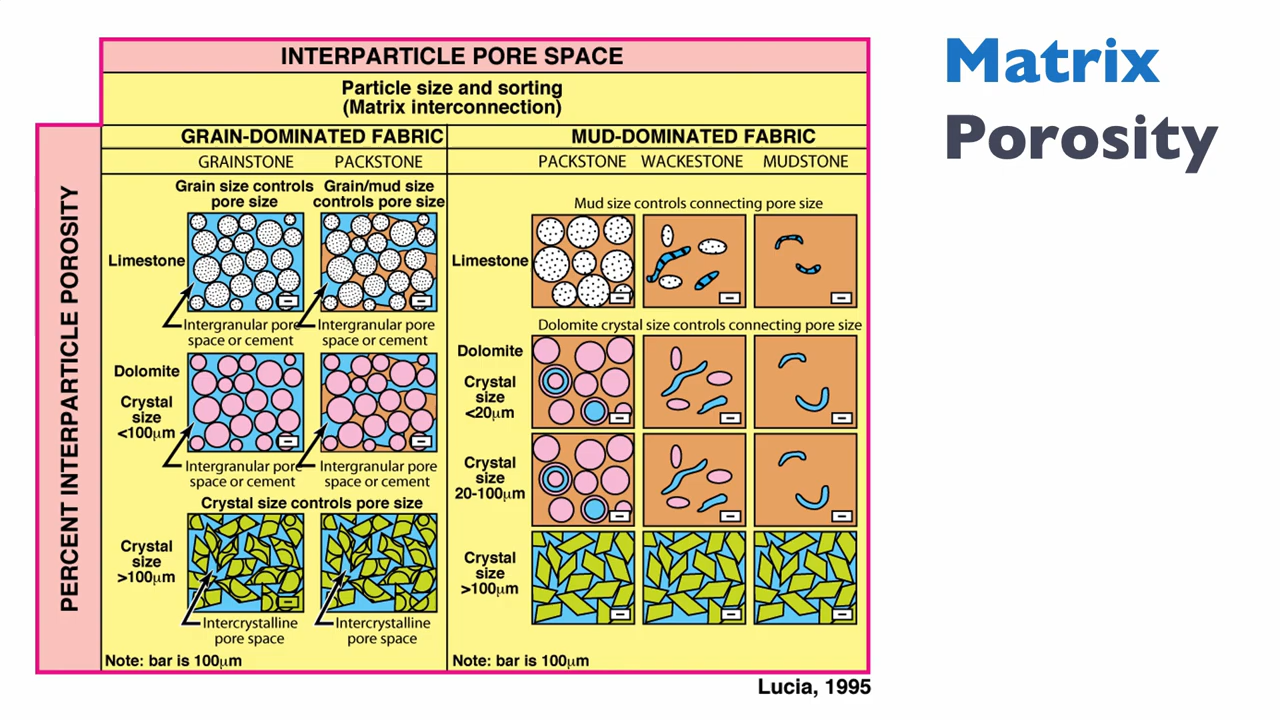 Matrix
Porosity
INTERPARTICLE PORE SPACE
Particle size and sorting
(Matrix interconnection)
PERCENT INTERPARTICLE POROSITY
GRAIN-DOMINATED FABRIC
GRAINSTONE PACKSTONE
Grain size controls
pore size
Grain/mud size
controls pore size
Limestone
Intergranular pore
space or cement
Intergranular pore
space or cement
Dolomite
Crystal
size
<100µm
Intergranular pore
space or cement
Intergranular pore
space or cement
Crystal size controls pore size
Crystal
size
>100µm
Intercrystalline
pore space
Intercrystalline
pore space
Note: bar is 100µm
MUD-DOMINATED FABRIC
PACKSTONE WACKESTONE MUDSTONE
Mud size controls connecting pore size
Limestone
Dolomite crystal size controls connecting pore size
Dolomite
Crystal
size
<20µm
Crystal
size
20-100µm
Crystal
size
>100µm
Note: bar is 100µm
Lucia, 1995